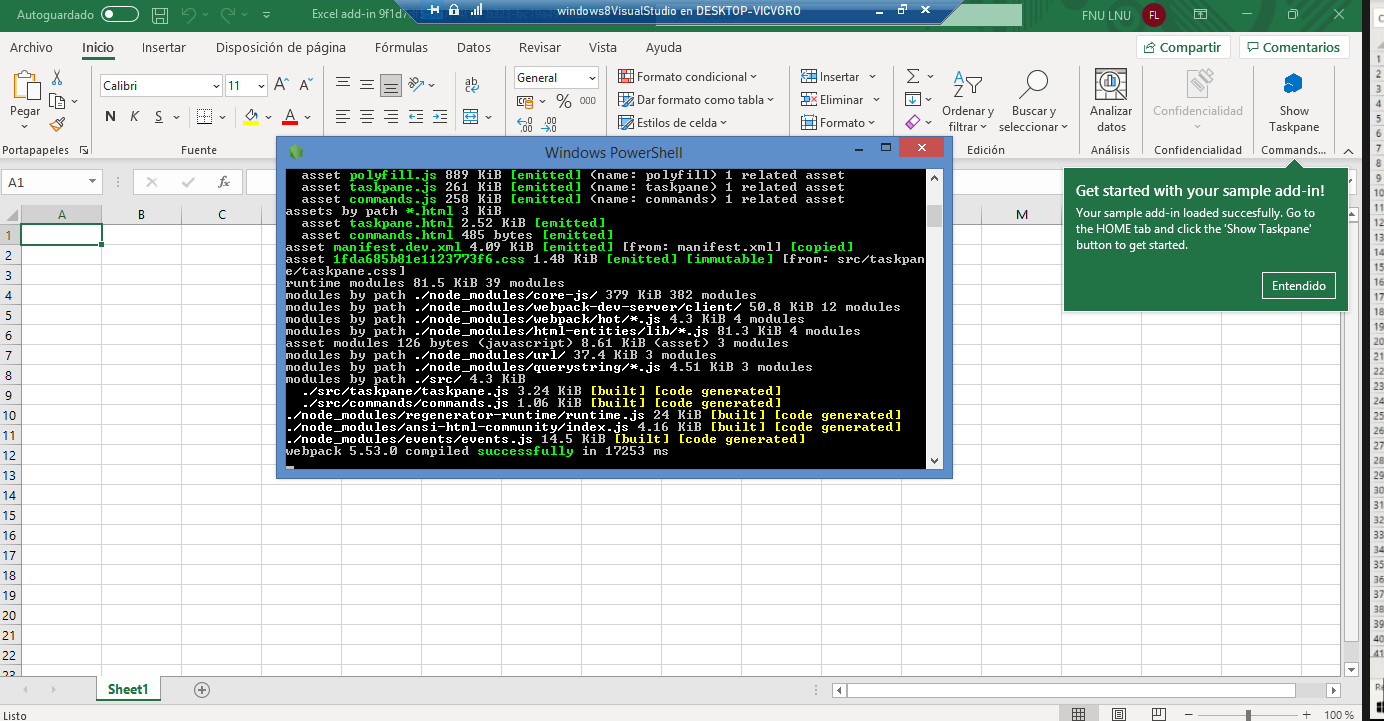 Autoguardado
Excel add-in 9f1d7
windows8VisualStudio en DESKTOP-VICVGRO
FNU LNU
FL
Archivo Inicio Insertar Disposición de página Fórmulas Datos Revisar Vista Ayuda
Compartir
Comentarios
Pegar
Portapapeles
Calibri
11
A A
N K S
A
Fuente
ab
General
% 000
Formato condicional
Dar formato como tabla
Estilos de celda
Insertar
Eliminar
Formato
Ordenar y
filtrar
Buscar y
seleccionar
Edición
Analizar
datos
Análisis
Confidencialidad
Confidencialidad
Show
Taskpane
Commands...
A1
fx
A B C M
Windows PowerShell
asset polyfill.js 889 KiB [emitted] (name: polyfill) 1 related asset
asset taskpane.js 261 KiB [emitted] (name: taskpane) 1 related asset
asset commands.js 258 KiB [emitted] (name: commands) 1 related asset
assets by path *.html 3 KiB
asset taskpane.html 2.52 KiB [emitted]
asset commands.html 485 bytes [emitted]
asset manifest.dev.xml 4.09 KiB [emitted] [from: manifest.xml] [copied]
asset 1fda685b81e1123773f6.css 1.48 KiB [emitted] [immutable] [from: src/taskpan
e/taskpane.css]
runtime modules 81.5 KiB 39 modules
modules by path ./node_modules/core-js/ 379 KiB 382 modules
modules by path ./node_modules/webpack-dev-server/client/ 50.8 KiB 12 modules
modules by path ./node_modules/webpack/hot/*.js 4.3 KiB 4 modules
modules by path ./node_modules/html-entities/lib/*.js 81.3 KiB 4 modules
asset modules 126 bytes (javascript) 8.61 KiB (asset) 3 modules
modules by path ./node_modules/url/ 37.4 KiB 3 modules
modules by path ./node_modules/querystring/*.js 4.51 KiB 3 modules
modules by path ./src/ 4.3 KiB
./src/taskpane/taskpane.js 3.24 KiB [built] [code generated]
./src/commands/commands.js 1.06 KiB [built] [code generated]
./node_modules/regenerator-runtime/runtime.js 24 KiB [built] [code generated]
./node_modules/ansi-html-community/index.js 4.16 KiB [built] [code generated]
./node_modules/events/events.js 14.5 KiB [built] [code generated]
webpack 5.53.0 compiled successfully in 17253 ms
Get started with your sample add-in!
Your sample add-in loaded succesfully. Go to
the HOME tab and click the 'Show Taskpane'
button to get started.
Entendido
1
2
3
4
5
6
7
8
9
10
11
12
13
14
15
16
17
18
19
20
21
22
23
Sheet1
Listo
100 %